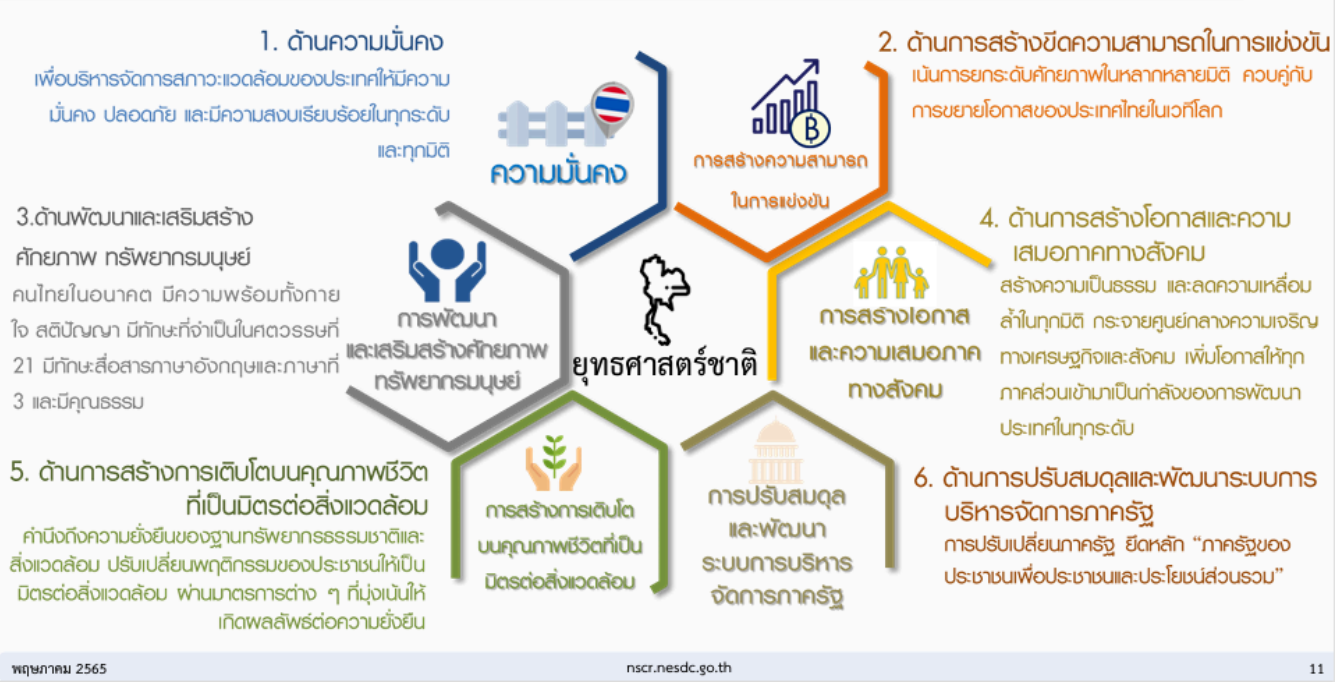 1. ด้านความมั่นคง
เพื่อบริหารจัดการสภาวะแวดล้อมของประเทศให้มีความ
มั่นคง ปลอดภัย และมีความสงบเรียบร้อยในทุกระดับ
และทุกมิติ
ความมั่นคง
2. ด้านการสร้างขีดความสามารถในการแข่งขัน
เน้นการยกระดับศักยภาพในหลากหลายมิติ ควบคู่กับ
การขยายโอกาสของประเทศไทยในเวทีโลก
฿
การสร้างความสามารถ
ในการแข่งขัน
3.ด้านพัฒนาและเสริมสร้าง
ศักยภาพ ทรัพยากรมนุษย์
คนไทยในอนาคต มีความพร้อมทั้งกาย
ใจ สติปัญญา มีทักษะที่จำเป็นในศตวรรษที่
21 มีทักษะสื่อสารภาษาอังกฤษและภาษาที่
3 และมีคุณธรรม
การพัฒนา
และเสริมสร้างศักยภาพ
ทรัพยากรมนุษย์
ยุทธศาสตร์ชาติ
การสร้างโอกาส
และความเสมอภาค
ทางสังคม
4. ด้านการสร้างโอกาสและความ
เสมอภาคทางสังคม
สร้างความเป็นธรรม และลดความเหลื่อม
ล้ำในทุกมิติ กระจายศูนย์กลางความเจริญ
ทางเศรษฐกิจและสังคม เพิ่มโอกาสให้ทุก
ภาคส่วนเข้ามาเป็นกำลังของการพัฒนา
ประเทศในทุกระดับ
5. ด้านการสร้างการเติบโตบนคุณภาพชีวิต
ที่เป็นมิตรต่อสิ่งแวดล้อม
คำนึงถึงความยั่งยืนของฐานทรัพยากรธรรมชาติและ
สิ่งแวดล้อม ปรับเปลี่ยนพฤติกรรมของประชาชนให้เป็น
มิตรต่อสิ่งแวดล้อม ผ่านมาตรการต่าง ๆ ที่มุ่งเน้นให้
เกิดผลลัพธ์ต่อความยั่งยืน
การสร้างการเติบโต
บนคุณภาพชีวิตที่เป็น
มิตรต่อสิ่งแวดล้อม
การปรับสมดุล
และพัฒนา
ระบบการบริหาร
จัดการภาครัฐ
6. ด้านการปรับสมดุลและพัฒนาระบบการ
บริหารจัดการภาครัฐ
การปรับเปลี่ยนภาครัฐ ยึดหลัก “ภาครัฐของ
ประชาชนเพื่อประชาชนและประโยชน์ส่วนรวม”
พฤษภาคม 2565
nscr.nesdc.go.th
11